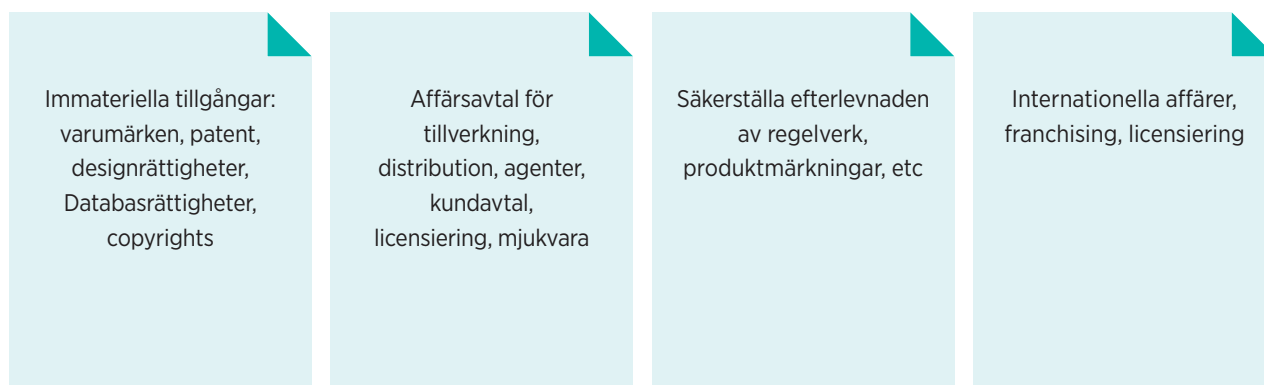 Immateriella tillgångar:
varumärken, patent,
designrättigheter,
Databasrättigheter,
copyrights
Affärsavtal för
tillverkning,
distribution, agenter,
kundavtal,
licensiering, mjukvara
Säkerställa efterlevnaden
av regelverk,
produktmärkningar, etc
Internationella affärer,
franchising, licensiering